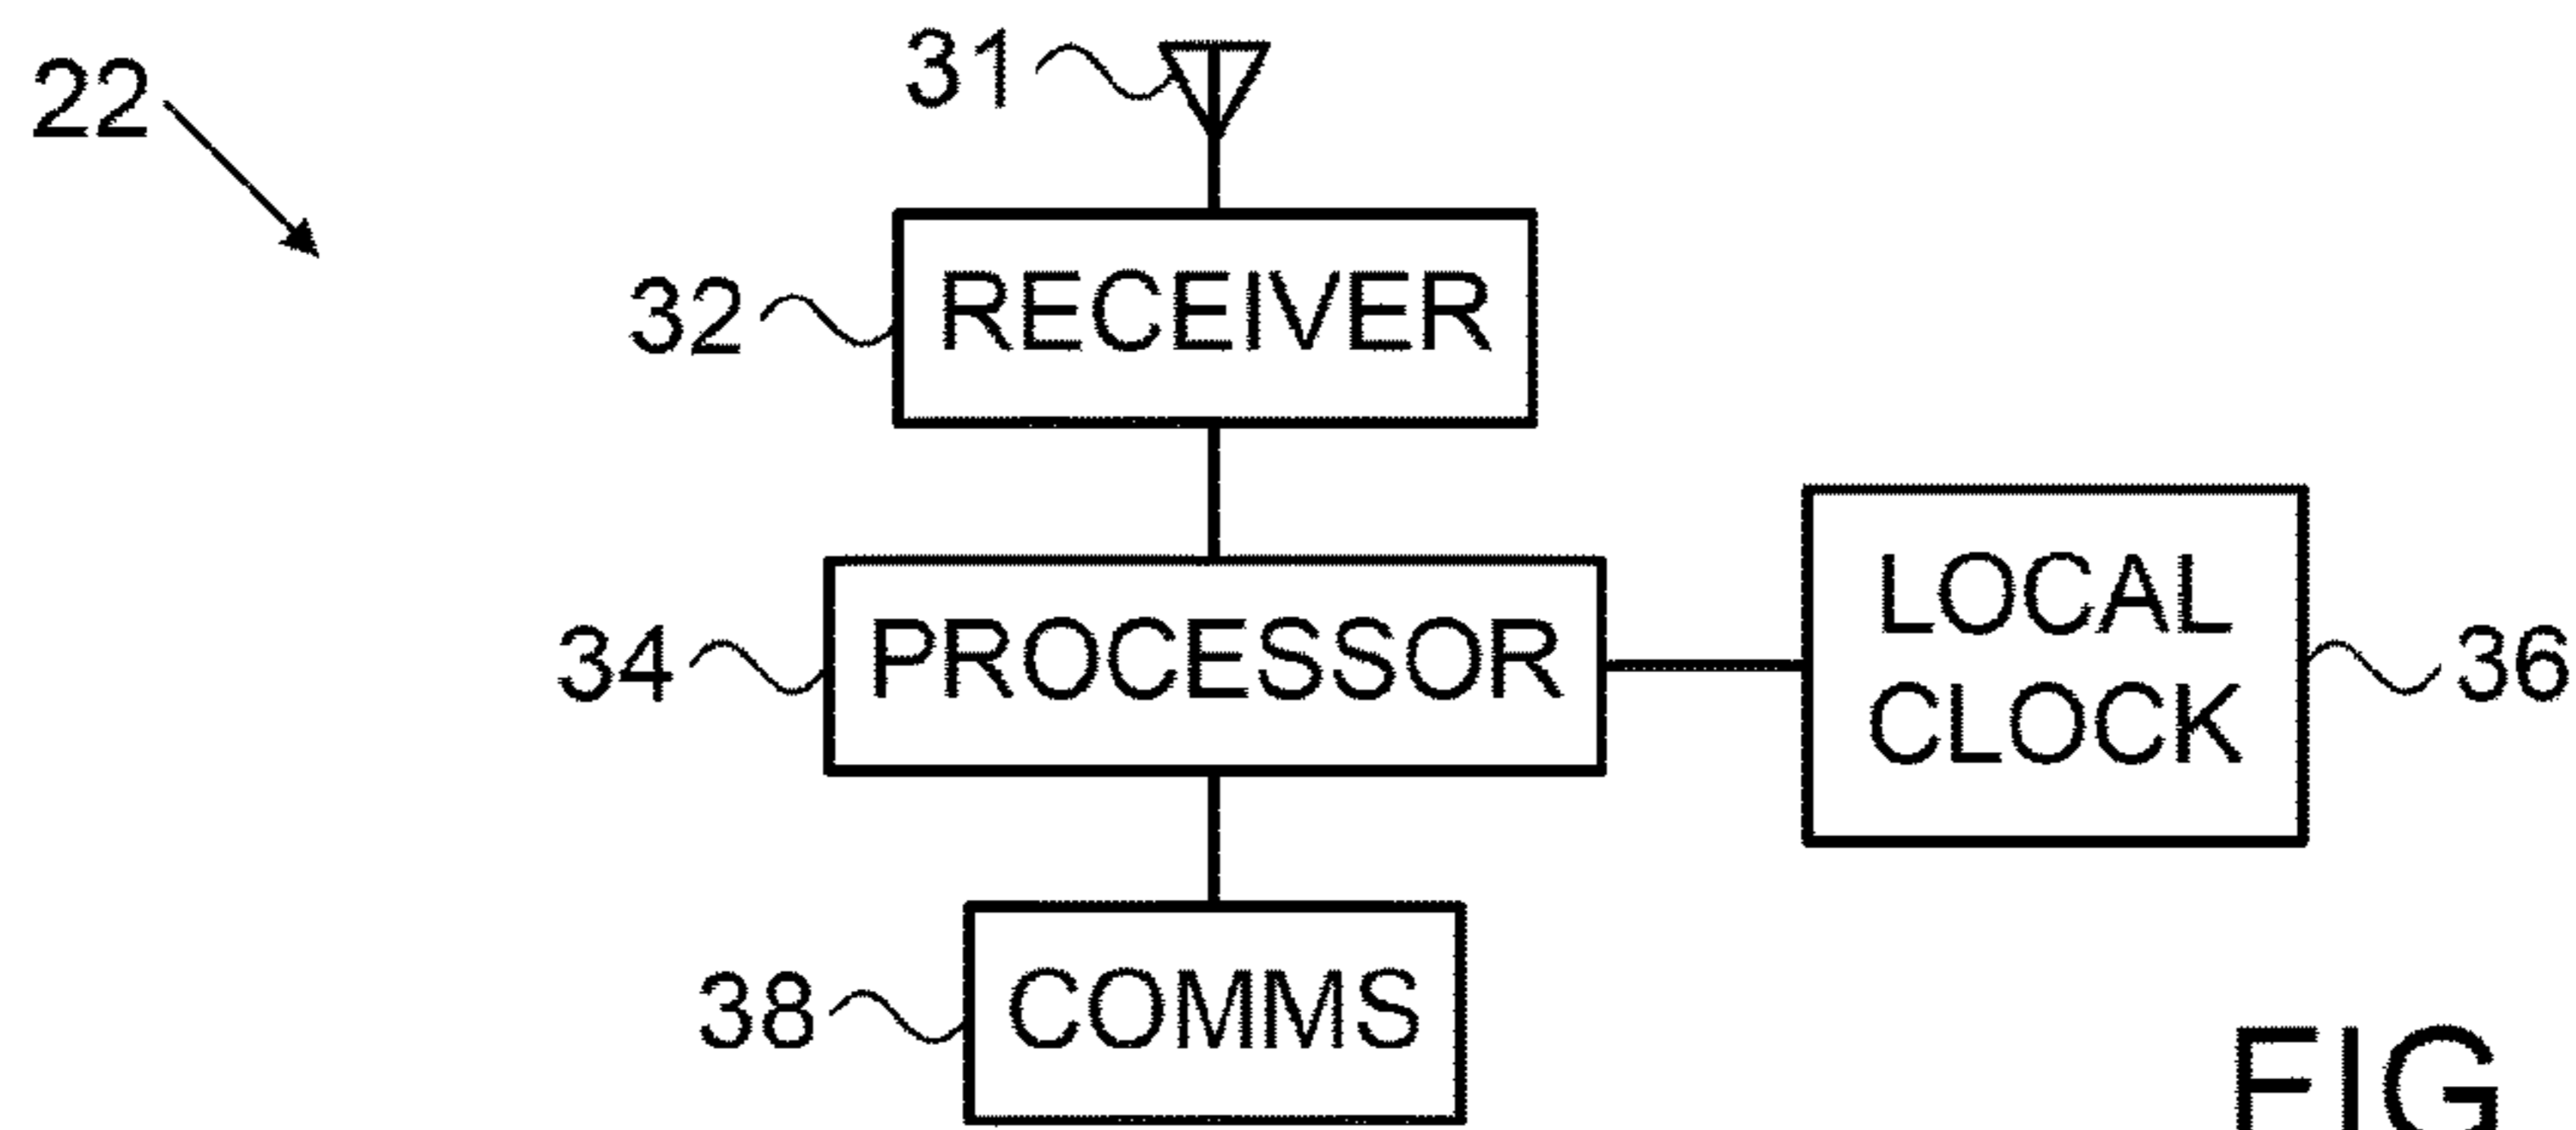 22
31
32
RECEIVER
34
PROCESSOR
LOCAL
CLOCK
36
38
COMMS
FIG